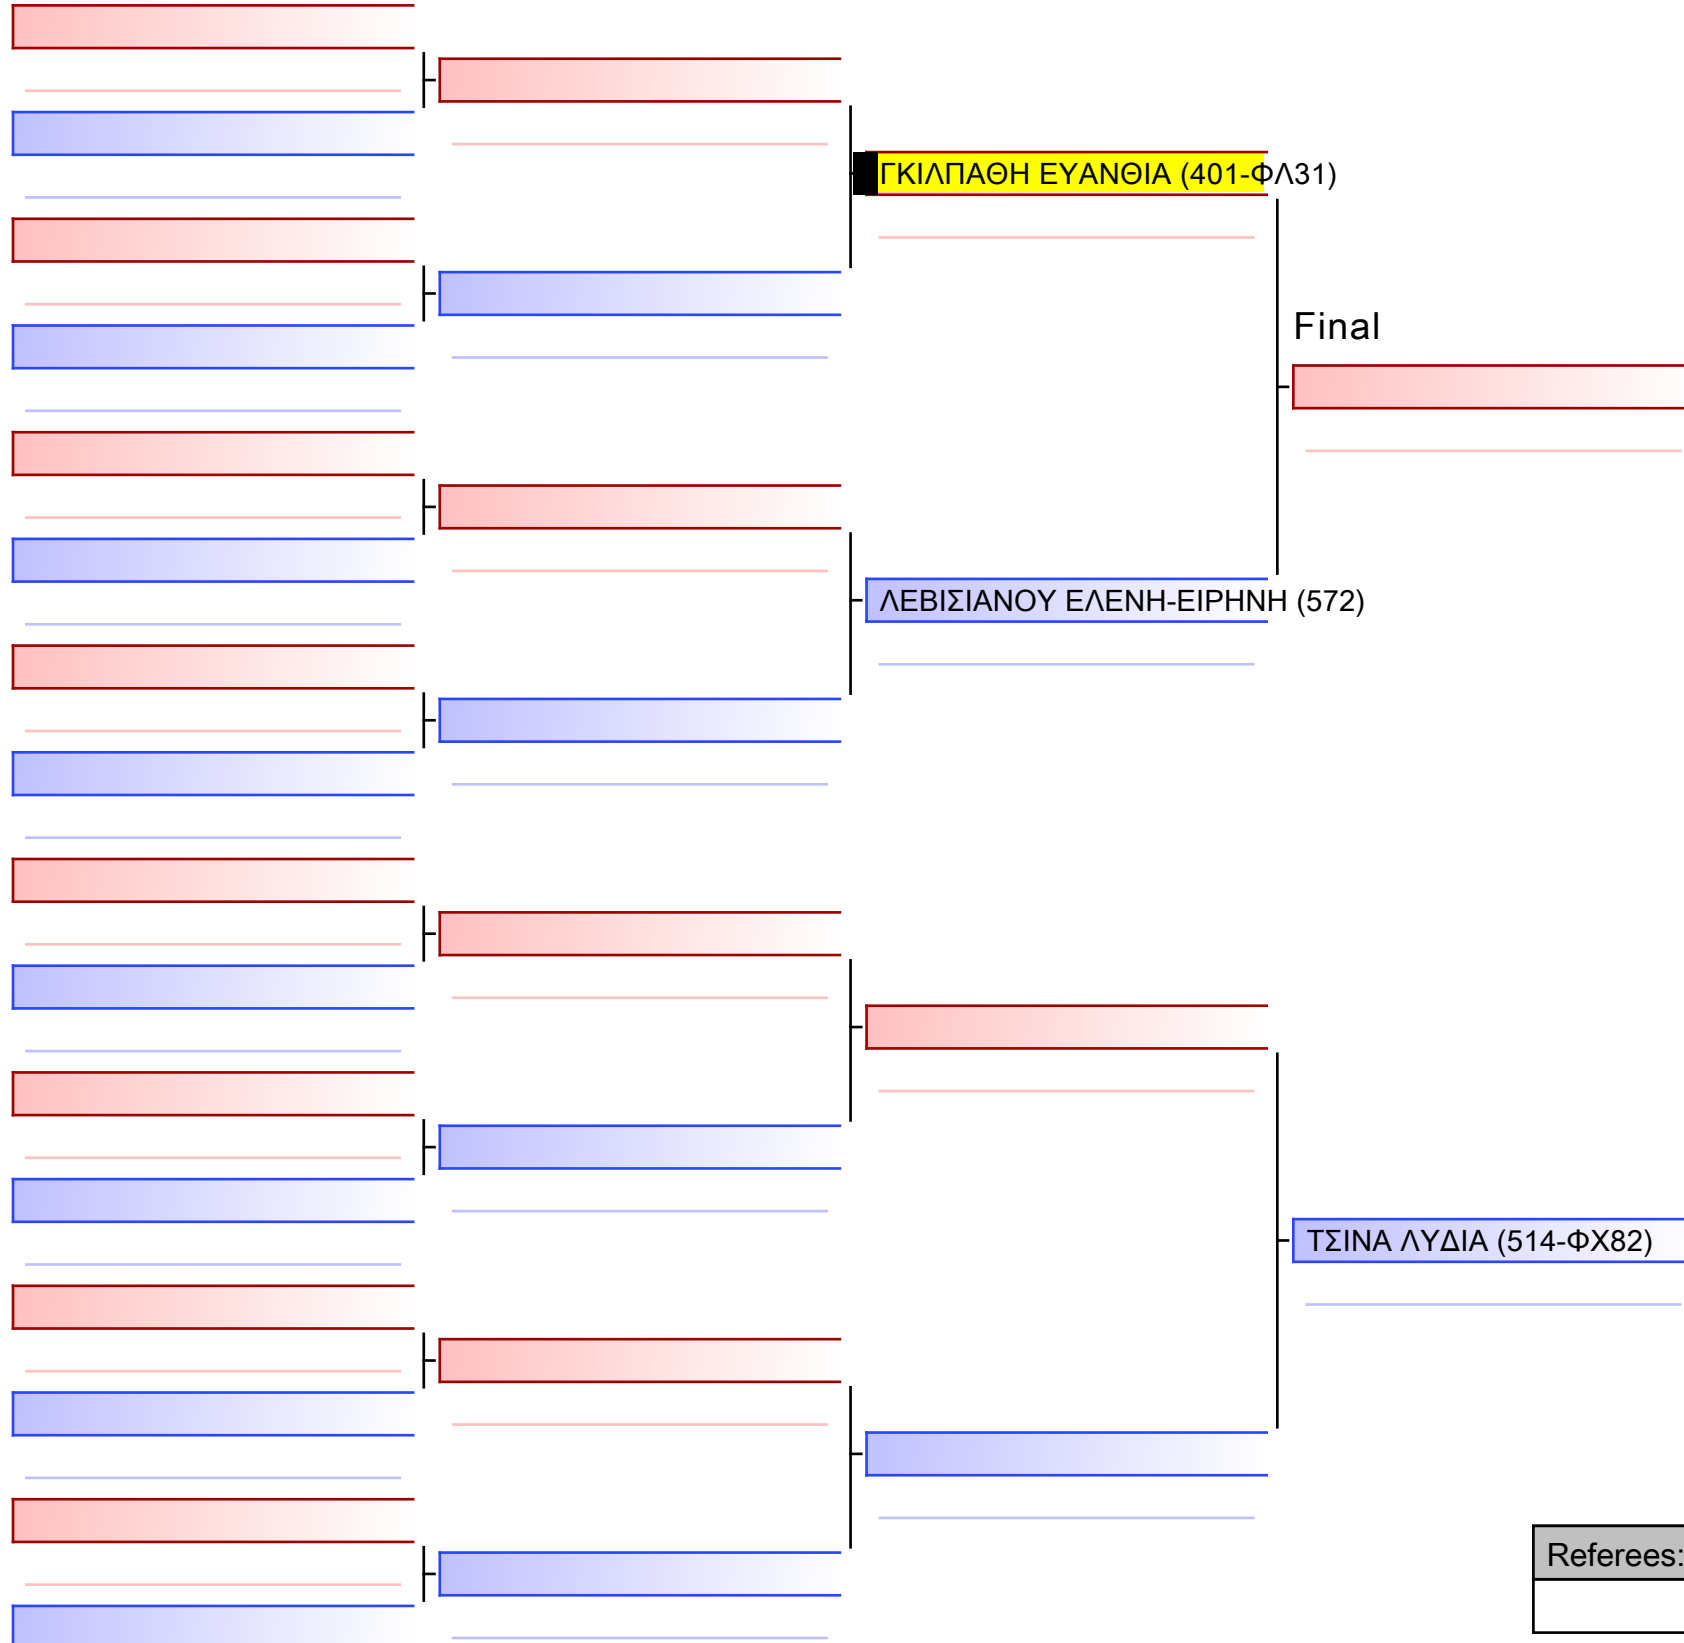 ΓΚΙΛΠΑΘΗ ΕΥΑΝΘΙΑ (401-ΦΛ31)
Final
ΛΕΒΙΣΙΑΝΟΥ ΕΛΕΝΗ-ΕΙΡΗΝΗ (572)
ΤΣΙΝΑ ΛΥΔΙΑ (514-ΦΧ82)
Referees: